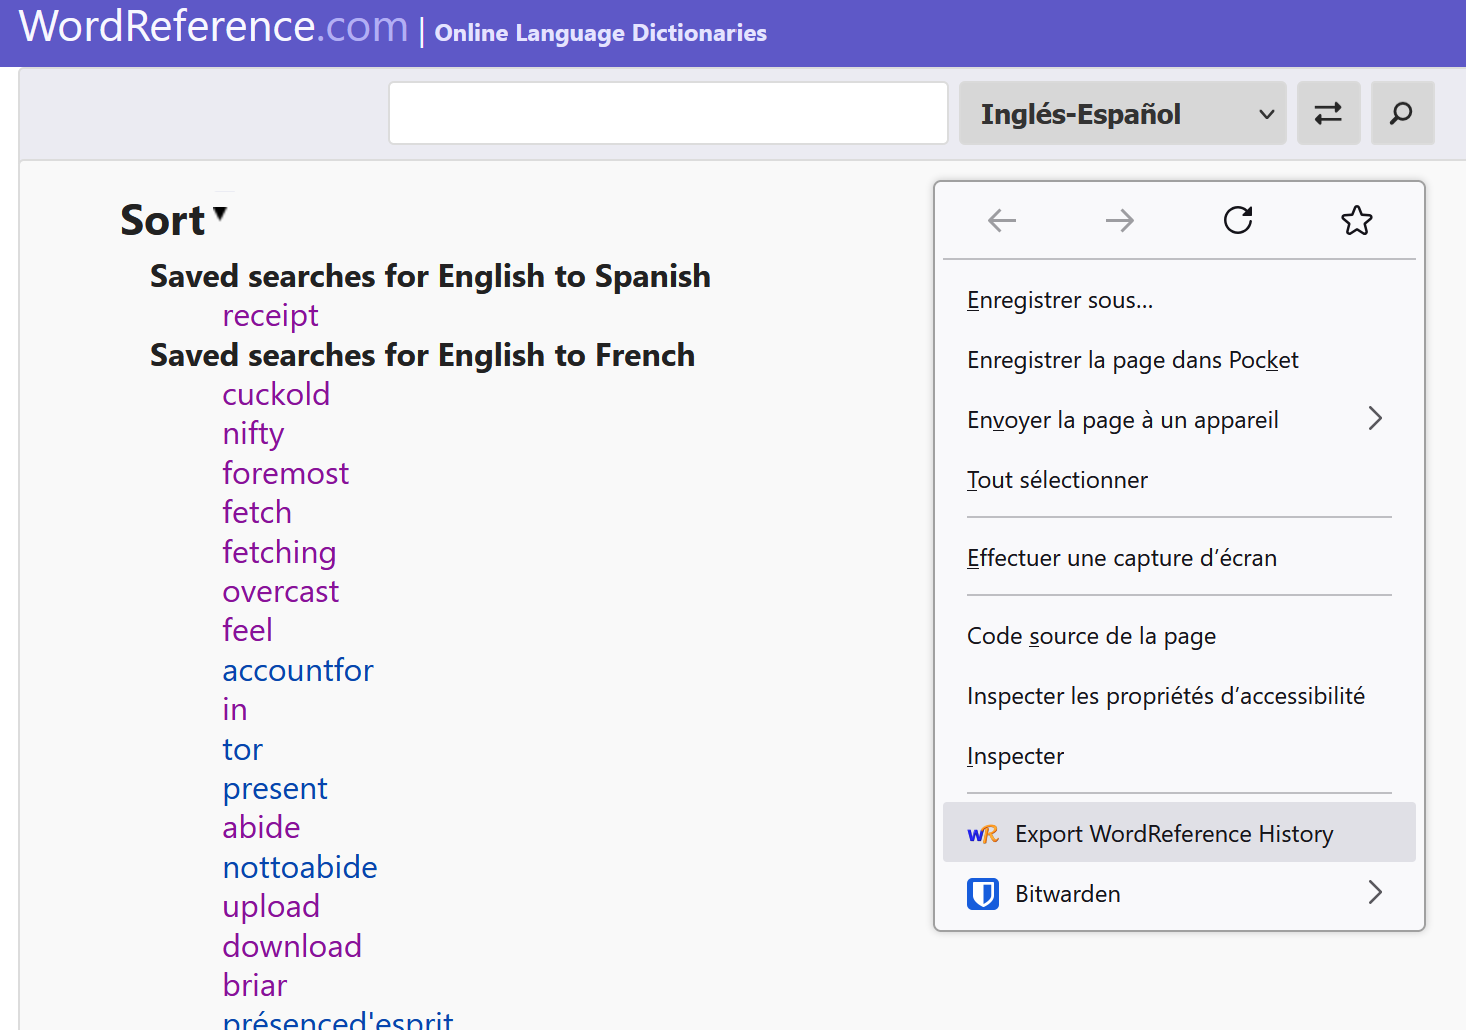 WordReference.com | Online Language Dictionaries
Inglés-Español
Sort
Saved searches for English to Spanish
receipt
Saved searches for English to French
cuckold
nifty
foremost
fetch
fetching
overcast
feel
accountfor
in
tor
present
abide
nottoabide
upload
download
briar
présenced'esprit
Enregistrer sous...
Enregistrer la page dans Pocket
Envoyer la page à un appareil
Tout sélectionner
Effectuer une capture d’écran
Code source de la page
Inspecter les propriétés d’accessibilité
Inspecter
WR Export WordReference History
Bitwarden